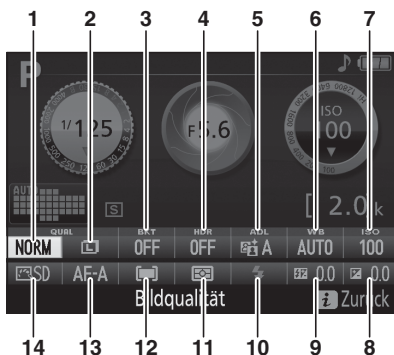 1 2 3 4 5 6 7
P
1/125
F5.6
ISO
100
AUTO
S
[ 2.0]k
QUAL BKT HDR ADL WB ISO
NORM L OFF OFF A AUTO 100
SD AF-A 0.0 0.0
Bildqualität i Zurück
14 13 12 11 10 9 8